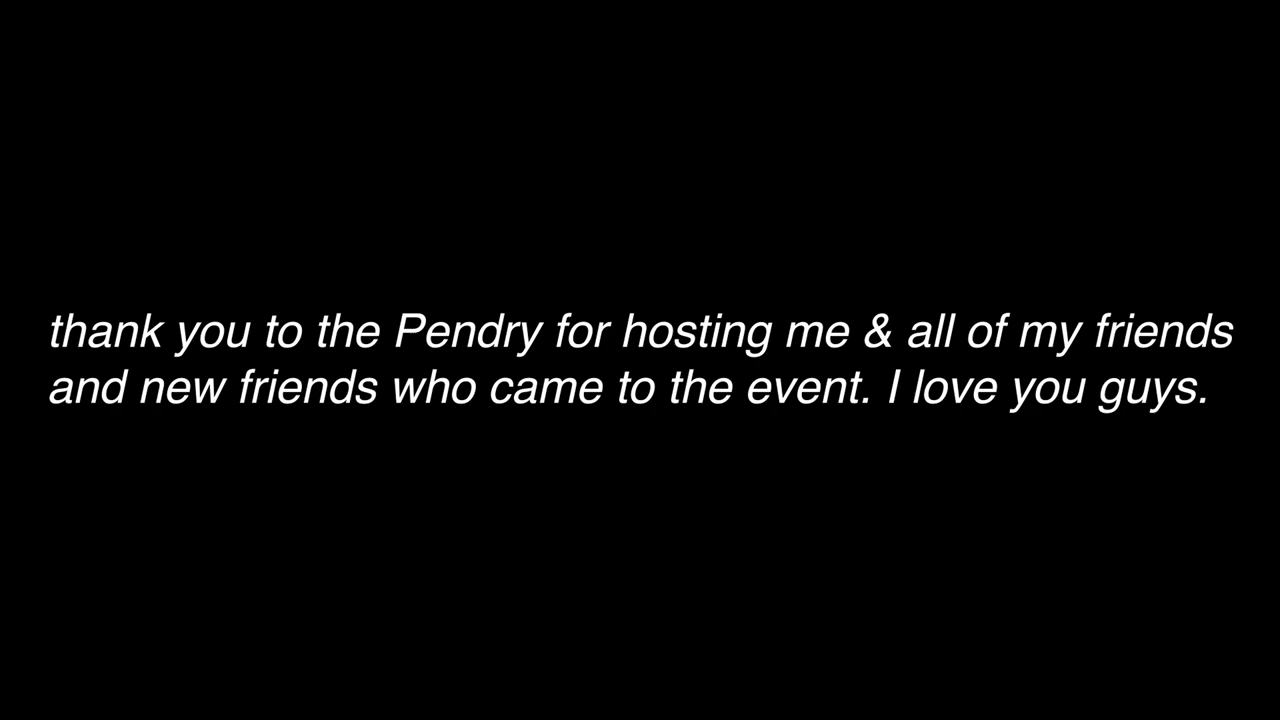 thank you to the Pendry for hosting me & all of my friends
and new friends who came to the event. I love you guys.